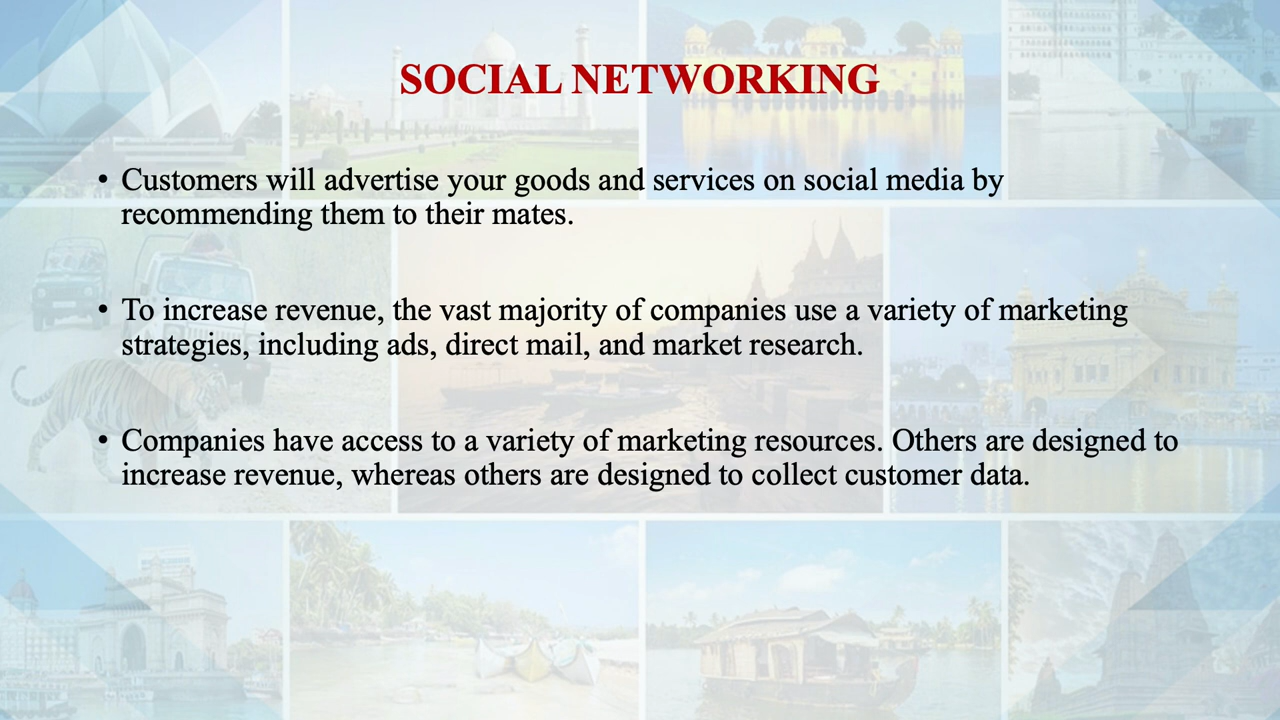 SOCIAL NETWORKING
• Customers will advertise your goods and services on social media by
recommending them to their mates.
• To increase revenue, the vast majority of companies use a variety of marketing
strategies, including ads, direct mail, and market research.
• Companies have access to a variety of marketing resources. Others are designed to
increase revenue, whereas others are designed to collect customer data.